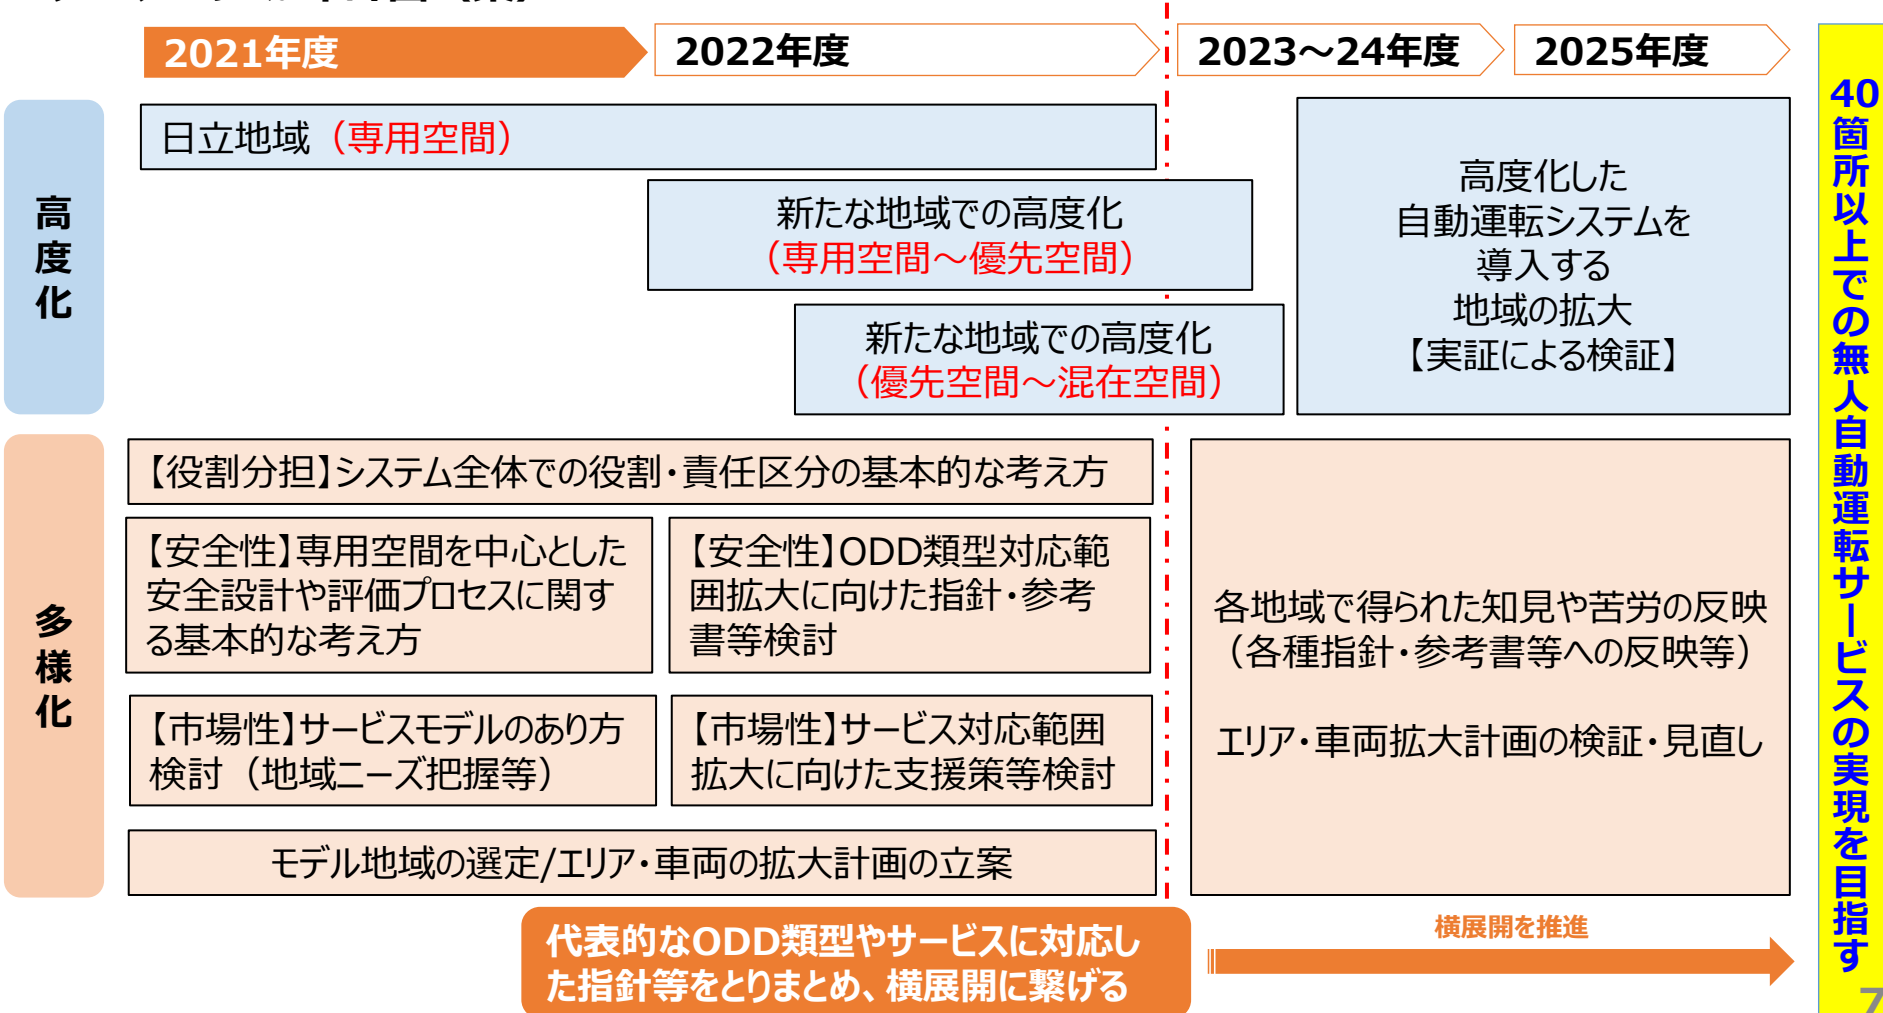 2021年度
2022年度
2023～24年度
2025年度
高度化
日立地域（専用空間）
新たな地域での高度化
（専用空間～優先空間）
新たな地域での高度化
（優先空間～混在空間）
高度化した
自動運転システムを
導入する
地域の拡大
【実証による検証】
多様化
【役割分担】システム全体での役割・責任区分の基本的な考え方
【安全性】専用空間を中心とした
安全設計や評価プロセスに関す
る基本的な考え方
【安全性】ODD類型対応範
囲拡大に向けた指針・参考
書等検討
【市場性】サービスモデルのあり方
検討（地域ニーズ把握等）
【市場性】サービス対応範囲
拡大に向けた支援策等検討
モデル地域の選定/エリア・車両の拡大計画の立案
各地域で得られた知見や苦労の反映
（各種指針・参考書等への反映等）
エリア・車両拡大計画の検証・見直し
代表的なODD類型やサービスに対応し
た指針等をとりまとめ、横展開に繋げる
横展開を推進
40箇所以上での無人自動運転サービスの実現を目指す
7